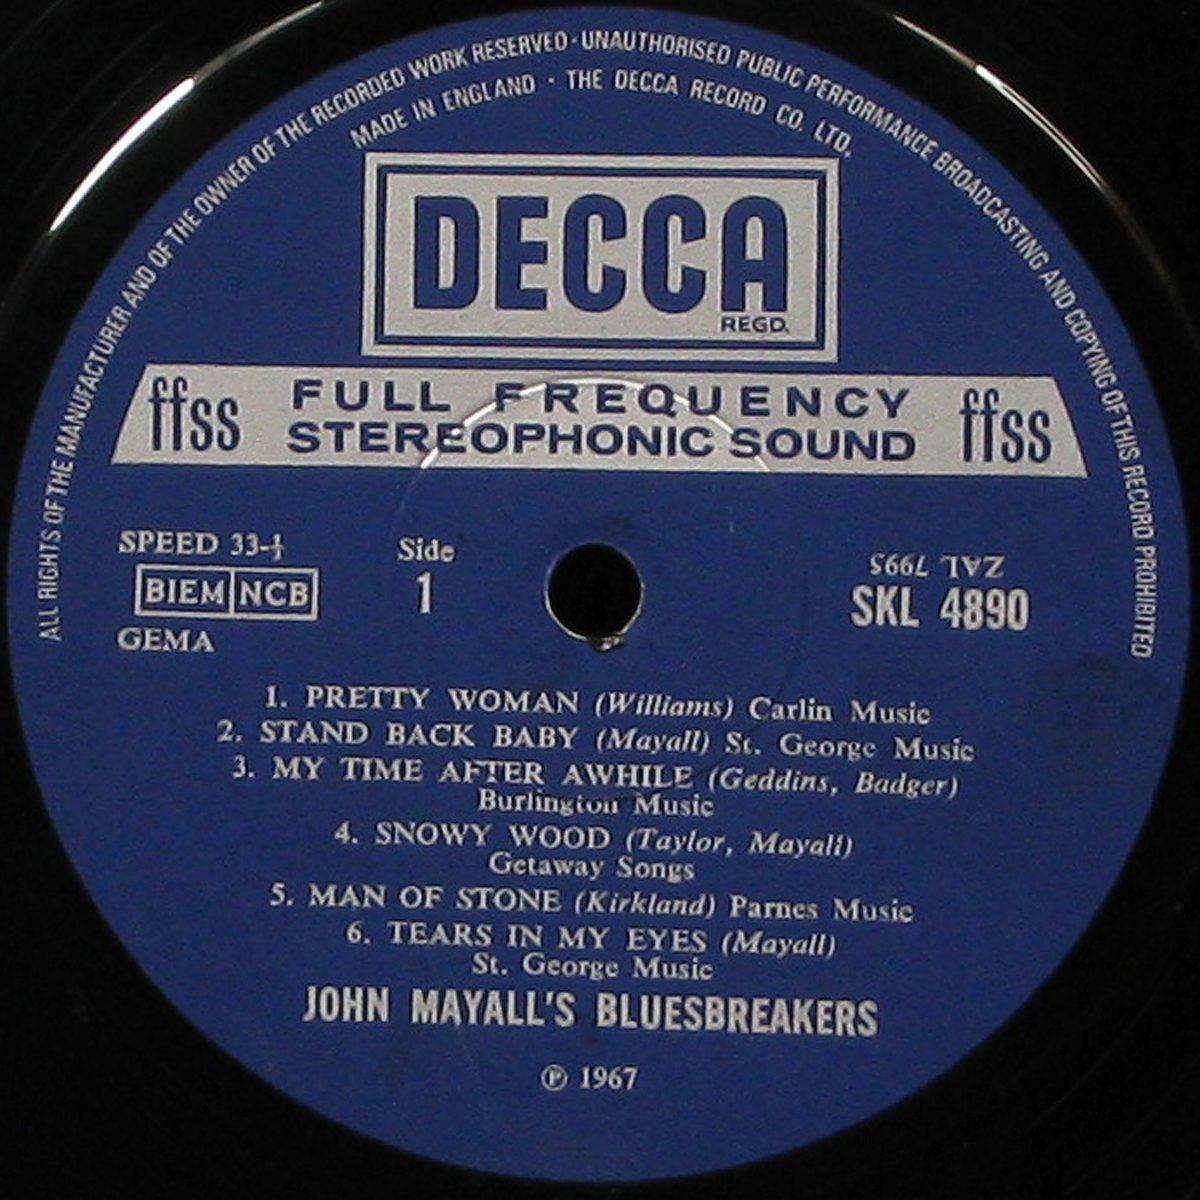 ALL RIGHTS OF THE MANUFACTURER AND OF THE OWNER OF THE RECORDED WORK RESERVED · UNAUTHORISED PUBLIC PERFORMANCE BROADCASTING AND COPYING OF THIS RECORD PROHIBITED
MADE IN ENGLAND · THE DECCA RECORD CO. LTD.
DECCA
REGD.
ffss FULL FREQUENCY ffss
STEREOPHONIC SOUND
SPEED 33-⅓
BIEM NCB
GEMA
Side
1
ZAL 7995
SKL 4890
1. PRETTY WOMAN (Williams) Carlin Music
2. STAND BACK BABY (Mayall) St. George Music
3. MY TIME AFTER AWHILE (Geddins, Badger)
Burlington Music
4. SNOWY WOOD (Taylor, Mayall)
Getaway Songs
5. MAN OF STONE (Kirkland) Parnes Music
6. TEARS IN MY EYES (Mayall)
St. George Music
JOHN MAYALL'S BLUESBREAKERS
℗ 1967